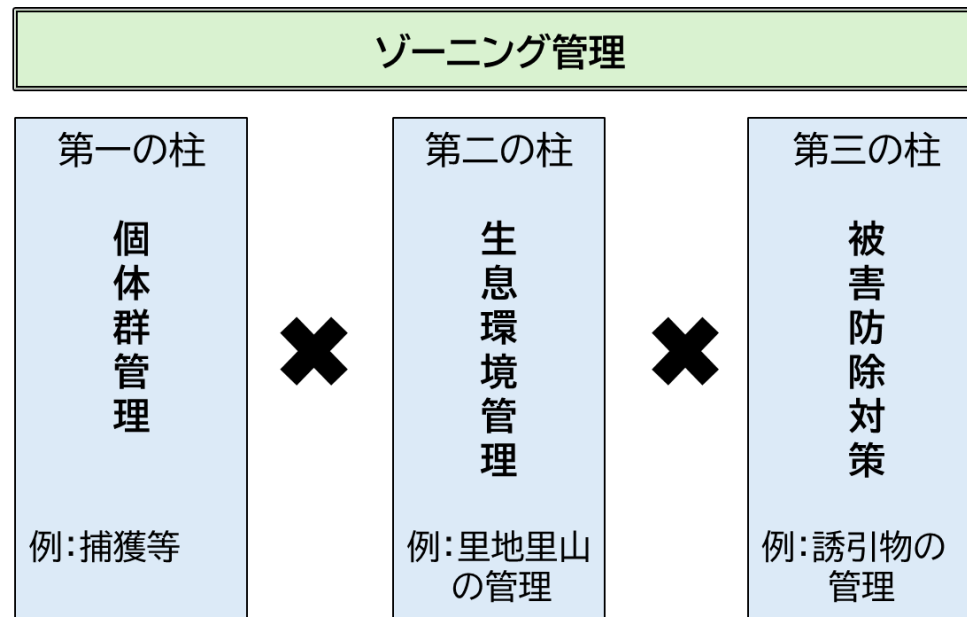 ゾーニング管理
第一の柱
個体群管理
例:捕獲等
第二の柱
生息環境管理
例:里地里山
の管理
第三の柱
被害防除対策
例:誘引物の
管理